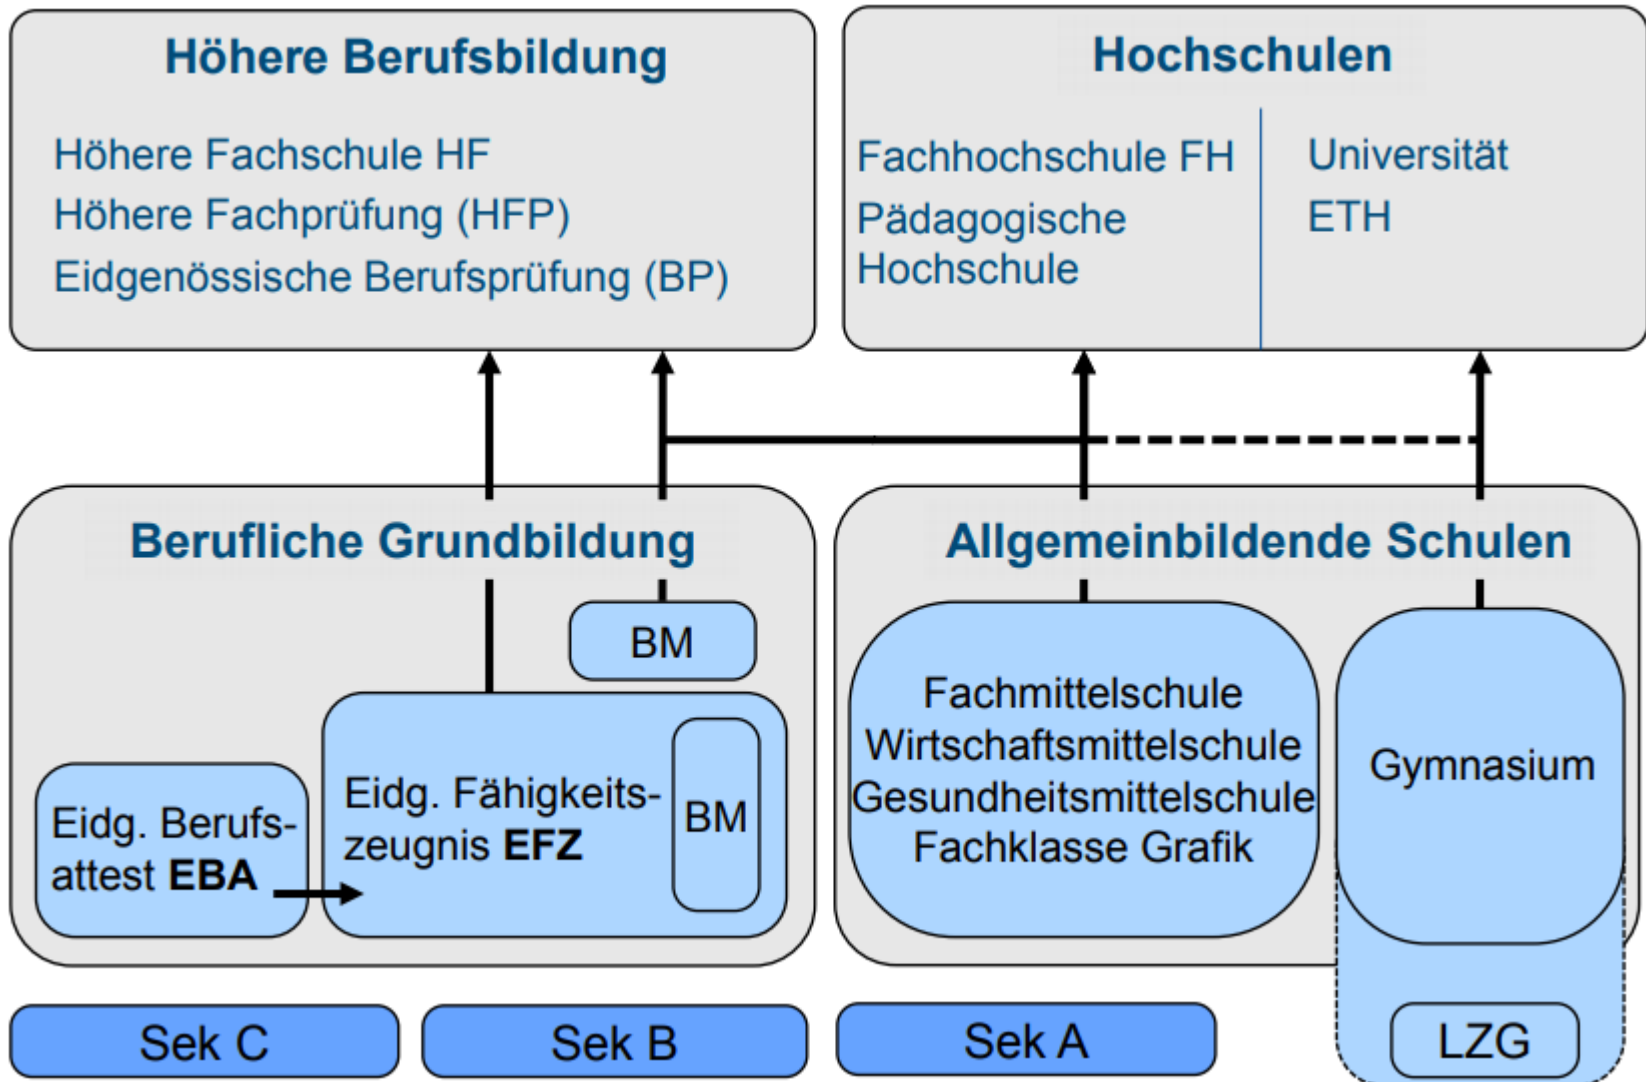 Höhere Berufsbildung
Höhere Fachschule HF
Höhere Fachprüfung (HFP)
Eidgenössische Berufsprüfung (BP)
Hochschulen
Fachhochschule FH
Pädagogische
Hochschule
Universität
ETH
Berufliche Grundbildung
BM
Eidg. Berufs-
attest EBA
Eidg. Fähigkeits-
zeugnis EFZ
BM
Allgemeinbildende Schulen
Fachmittelschule
Wirtschaftsmittelschule
Gesundheitsmittelschule
Fachklasse Grafik
Gymnasium
Sek C
Sek B
Sek A
LZG